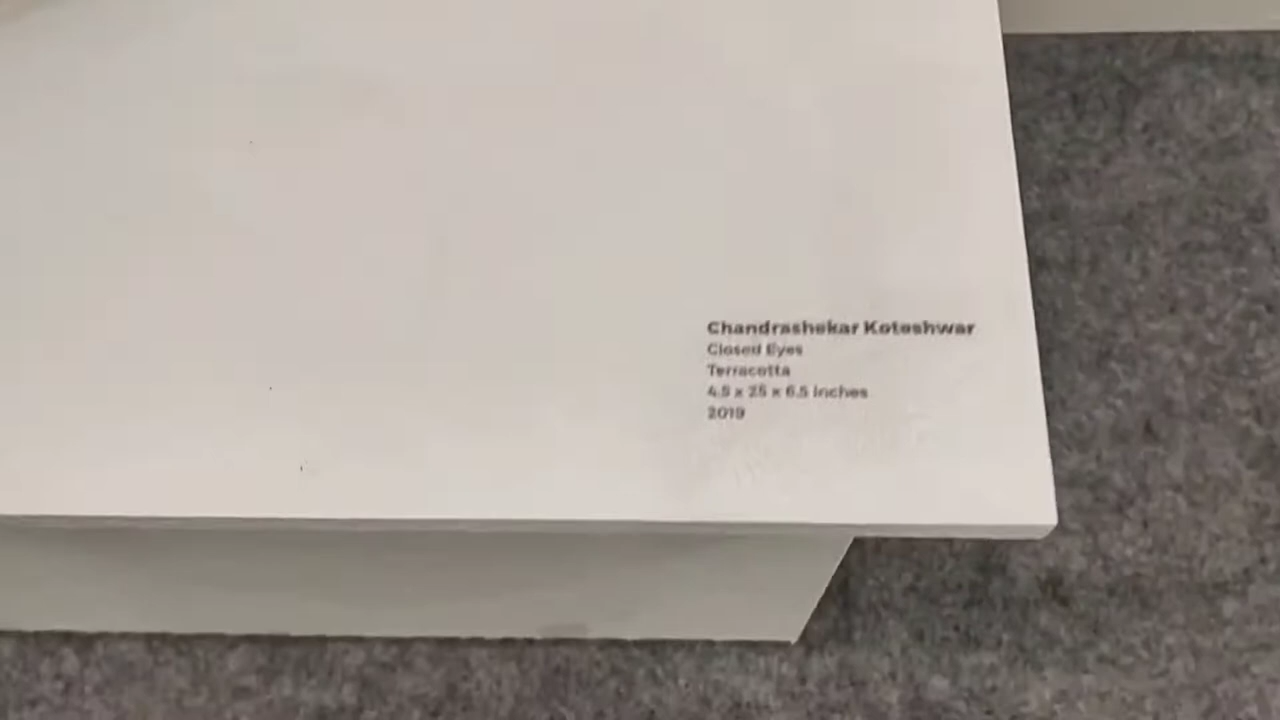 Chandrashekar Koteshwar
Closed Eyes
Terracotta
4.5 x 25 x 6.5 inches
2019